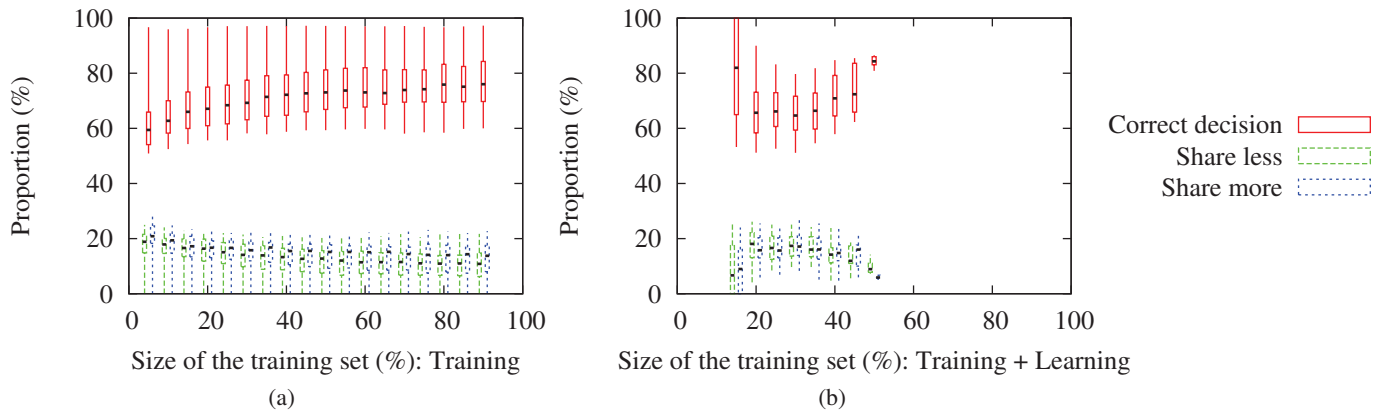 100
80
60
40
20
0
Proportion (%)
0 20 40 60 80 100
Size of the training set (%): Training
(a)
100
80
60
40
20
0
Proportion (%)
0 20 40 60 80 100
Size of the training set (%): Training + Learning
(b)
Correct decision
Share less
Share more